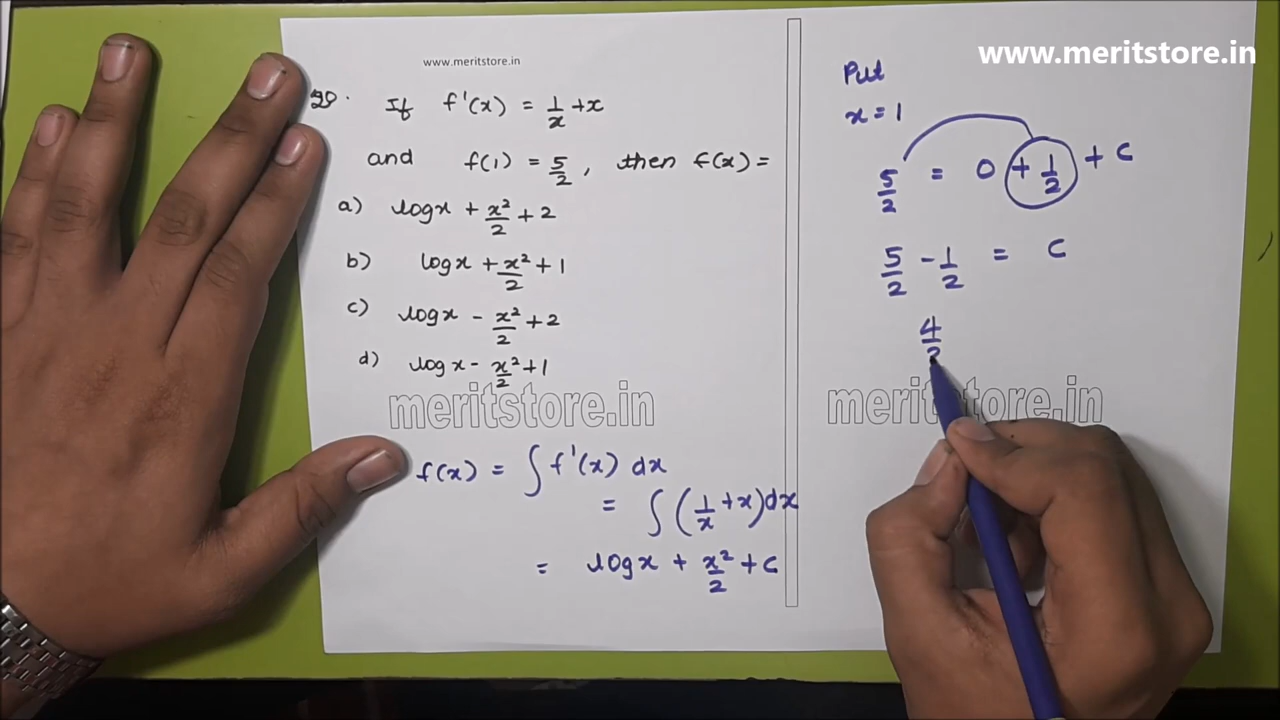 www.meritstore.in
www.meritstore.in
If f'(x) = 1/x + x
and f(1) = 5/2, then f(x) =
a) log x + x²/2 + 2
b) log x + x²/2 + 1
c) log x - x²/2 + 2
d) log x - x²/2 + 1
meritstore.in
f(x) = ∫ f'(x) dx
= ∫ (1/x + x) dx
= log x + x²/2 + c
Put
x = 1
5/2 = 0 + 1/2 + c
5/2 - 1/2 = c
4/2
meritstore.in